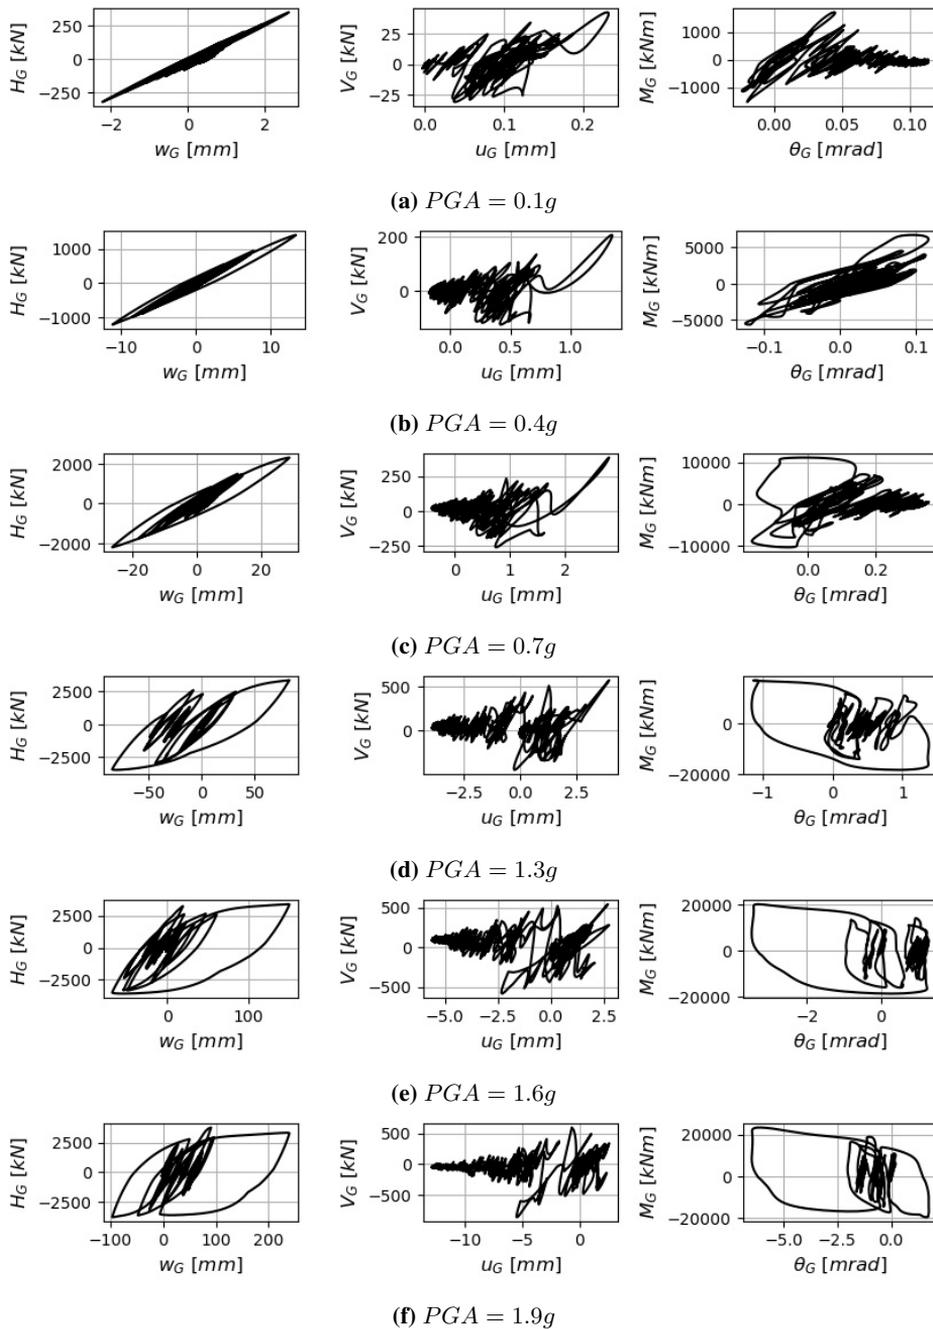 H_G [kN]
250
0
−250
−2 0 2
w_G [mm]
V_G [kN]
25
0
−25
0.0 0.1 0.2
u_G [mm]
M_G [kNm]
1000
0
−1000
0.00 0.05 0.10
θ_G [mrad]
(a) PGA = 0.1g
H_G [kN]
1000
0
−1000
−10 0 10
w_G [mm]
V_G [kN]
200
0
0.0 0.5 1.0
u_G [mm]
M_G [kNm]
5000
0
−5000
−0.1 0.0 0.1
θ_G [mrad]
(b) PGA = 0.4g
H_G [kN]
2000
0
−2000
−20 0 20
w_G [mm]
V_G [kN]
250
0
−250
0 1 2
u_G [mm]
M_G [kNm]
10000
0
−10000
0.0 0.2
θ_G [mrad]
(c) PGA = 0.7g
H_G [kN]
2500
0
−2500
−50 0 50
w_G [mm]
V_G [kN]
500
0
−2.5 0.0 2.5
u_G [mm]
M_G [kNm]
0
−20000
−1 0 1
θ_G [mrad]
(d) PGA = 1.3g
H_G [kN]
2500
0
−2500
0 100
w_G [mm]
V_G [kN]
500
0
−500
−5.0 −2.5 0.0 2.5
u_G [mm]
M_G [kNm]
20000
0
−20000
−2 0
θ_G [mrad]
(e) PGA = 1.6g
H_G [kN]
2500
0
−2500
−100 0 100 200
w_G [mm]
V_G [kN]
500
0
−500
−10 −5 0
u_G [mm]
M_G [kNm]
20000
0
−20000
−5.0 −2.5 0.0
θ_G [mrad]
(f) PGA = 1.9g